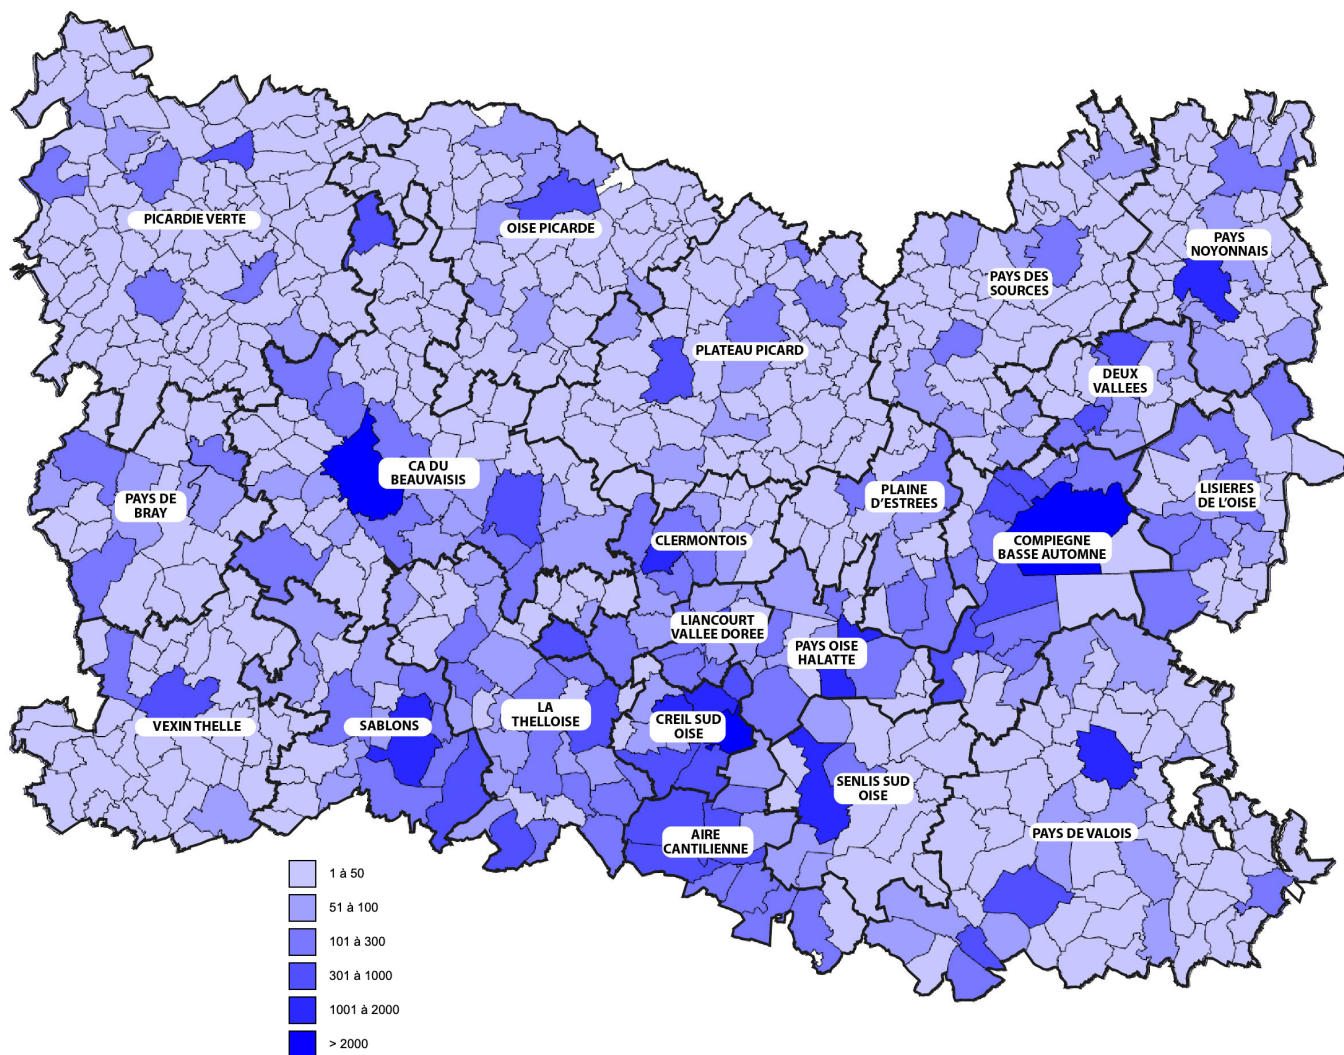 PICARDIE VERTE
OISE PICARDE
PAYS
NOYONNAIS
PAYS DES
SOURCES
PLATEAU PICARD
DEUX
VALLEES
CA DU
BEAUVAISIS
PAYS DE
BRAY
PLAINE
D'ESTREES
LISIERES
DE L'OISE
CLERMONTOIS
COMPIEGNE
BASSE AUTOMNE
LIANCOURT
VALLEE DOREE
PAYS OISE
HALATTE
VEXIN THELLE
SABLONS
LA
THELLOISE
CREIL SUD
OISE
SENLIS SUD
OISE
AIRE
CANTILIENNE
PAYS DE VALOIS
1 à 50
51 à 100
101 à 300
301 à 1000
1001 à 2000
> 2000